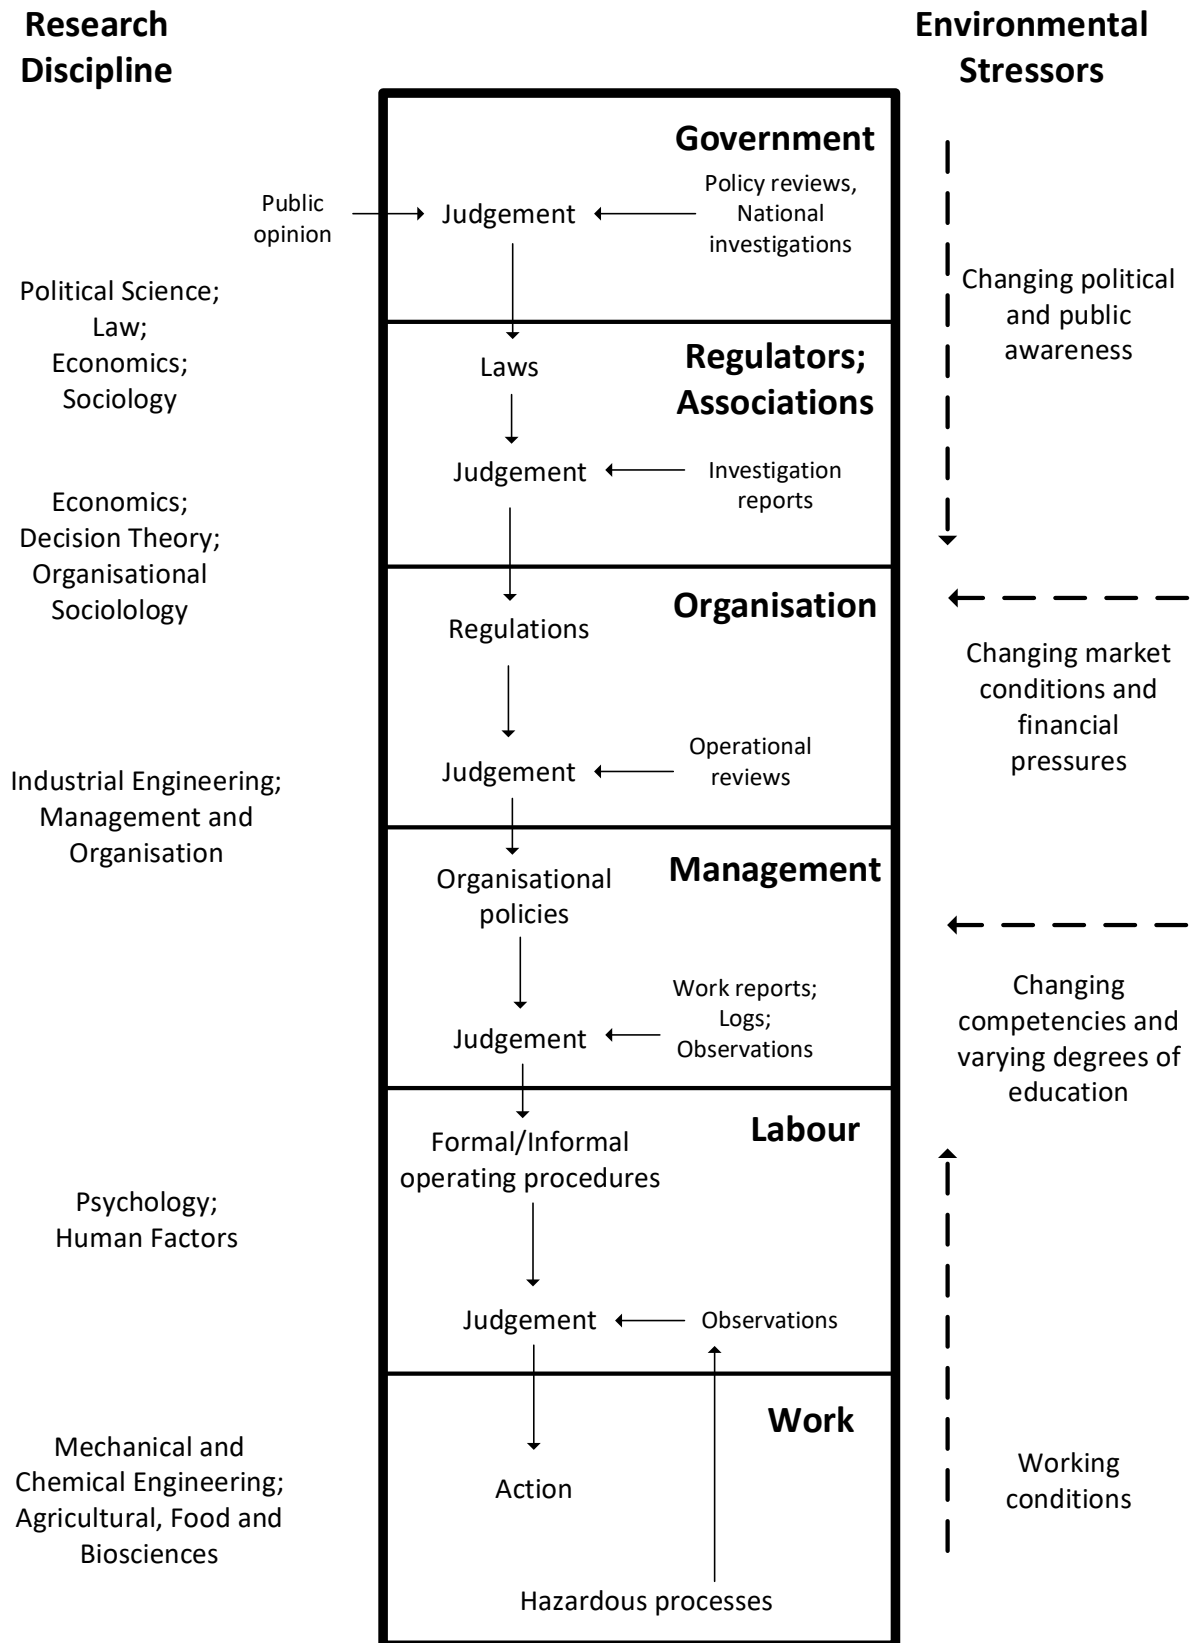 Research
Discipline
Environmental
Stressors
Government
Public
opinion
Judgement
Policy reviews,
National
investigations
Political Science;
Law;
Economics;
Sociology
Changing political
and public
awareness
Regulators;
Associations
Laws
Judgement
Investigation
reports
Economics;
Decision Theory;
Organisational
Sociolology
Organisation
Regulations
Judgement
Operational
reviews
Changing market
conditions and
financial
pressures
Industrial Engineering;
Management and
Organisation
Management
Organisational
policies
Judgement
Work reports;
Logs;
Observations
Changing
competencies and
varying degrees of
education
Labour
Formal/Informal
operating procedures
Psychology;
Human Factors
Judgement
Observations
Work
Mechanical and
Chemical Engineering;
Agricultural, Food and
Biosciences
Action
Working
conditions
Hazardous processes